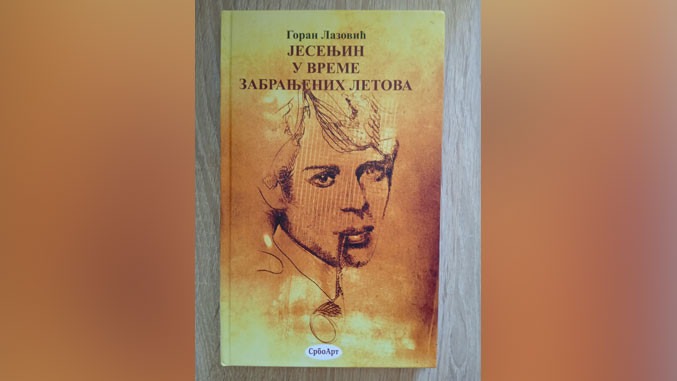 Горан Лазовић
ЈЕСЕЊИН
У ВРЕМЕ
ЗАБРАЊЕНИХ ЛЕТОВА
СрбоАрт